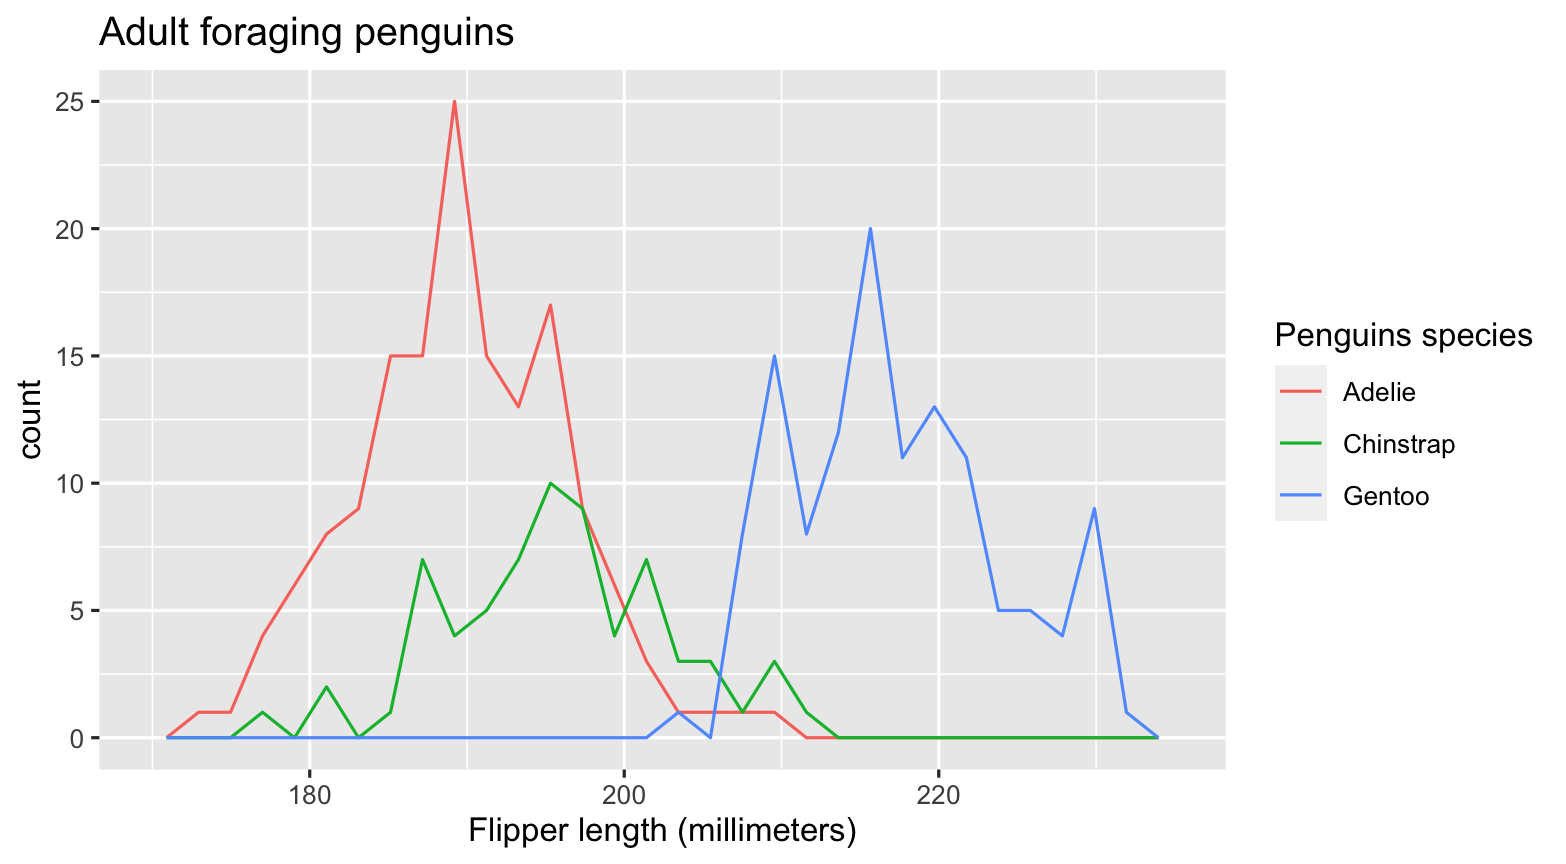 Adult foraging penguins
25
20
15
10
5
0
count
180 200 220
Flipper length (millimeters)
Penguins species
Adelie
Chinstrap
Gentoo